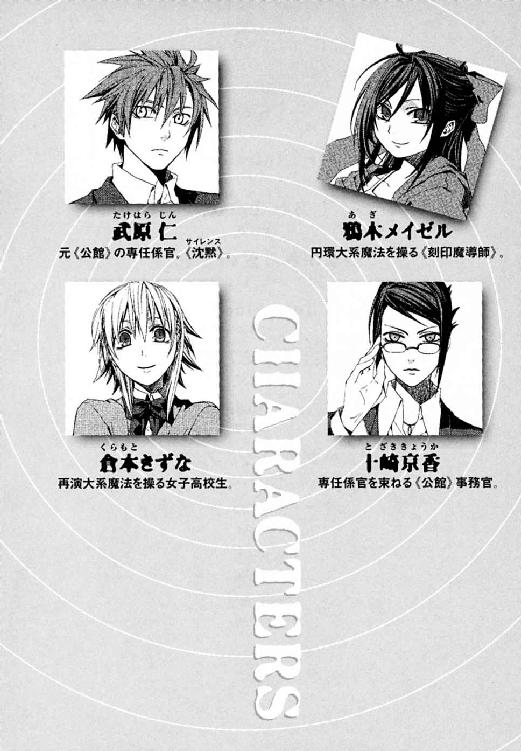 たけはら じん
武原 仁
サイレンス
元《公館》の専任係官。《沈黙》。
あぎ
鴉木メイゼル
円環大系魔法を操る《刻印魔導師》。
くらもと
倉本きずな
再演大系魔法を操る女子高校生。
とざききょうか
十崎京香
専任係官を束ねる《公館》事務官。
CHARACTERS